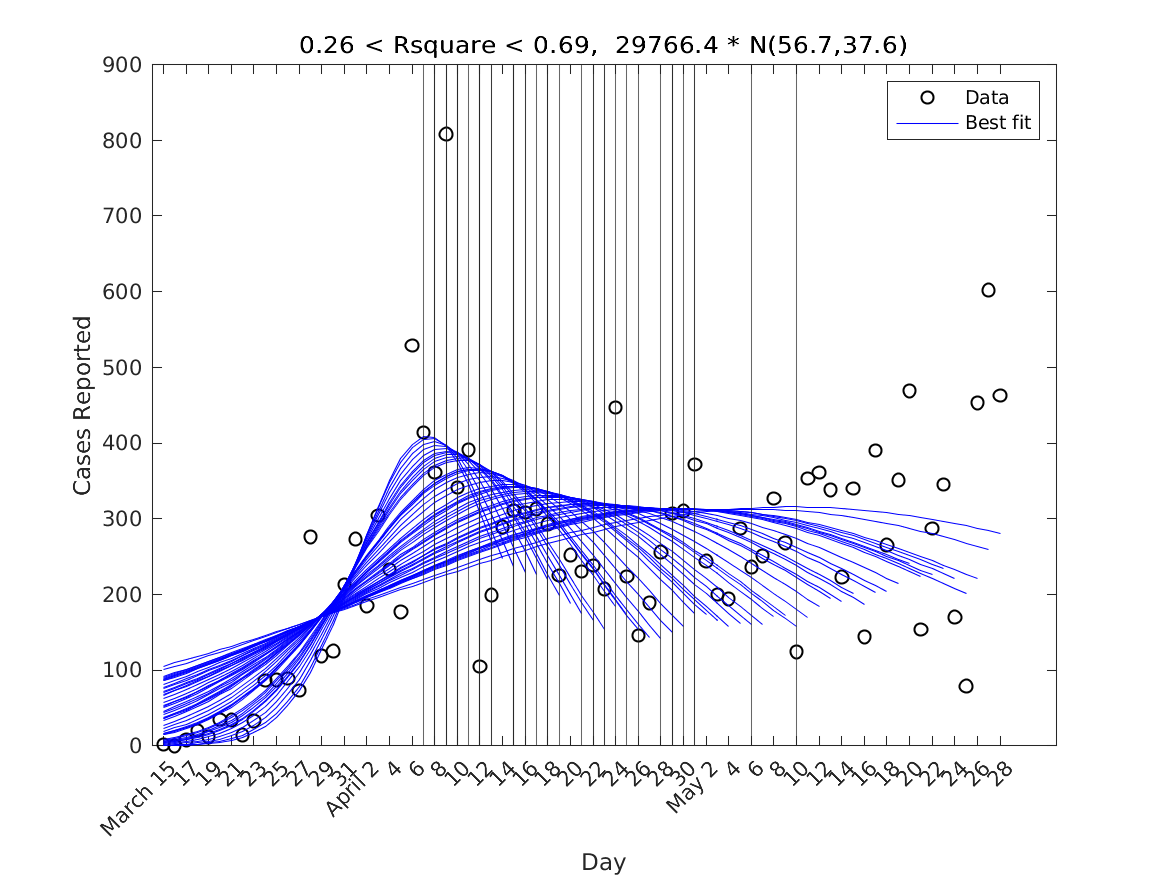 0.26 < Rsquare < 0.69,  29766.4 * N(56.7,37.6)
Data
Best fit
Cases Reported
900
800
700
600
500
400
300
200
100
0
March 15 17 19 21 23 25 27 29 31 April 2 4 6 8 10 12 14 16 18 20 22 24 26 28 30 May 2 4 6 8 10 12 14 16 18 20 22 24 26 28
Day